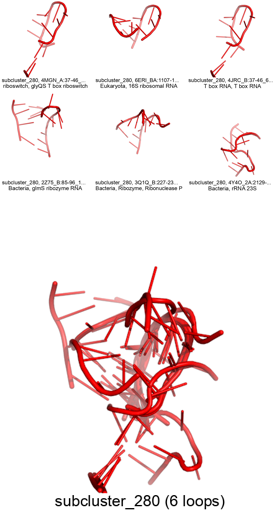 subcluster_280, 4MGN_A:37-46_...
riboswitch, glyQS T box riboswitch
subcluster_280, 6ERI_BA:1107-1...
Eukaryota, 16S ribosomal RNA
subcluster_280, 4JRC_B:37-46_6...
T box RNA, T box RNA
subcluster_280, 2Z75_B:85-96_1...
Bacteria, glmS ribozyme RNA
subcluster_280, 3Q1Q_B:227-23...
Bacteria, Ribozyme, Ribonuclease P
subcluster_280, 4Y4O_2A:2129-...
Bacteria, rRNA 23S
subcluster_280 (6 loops)